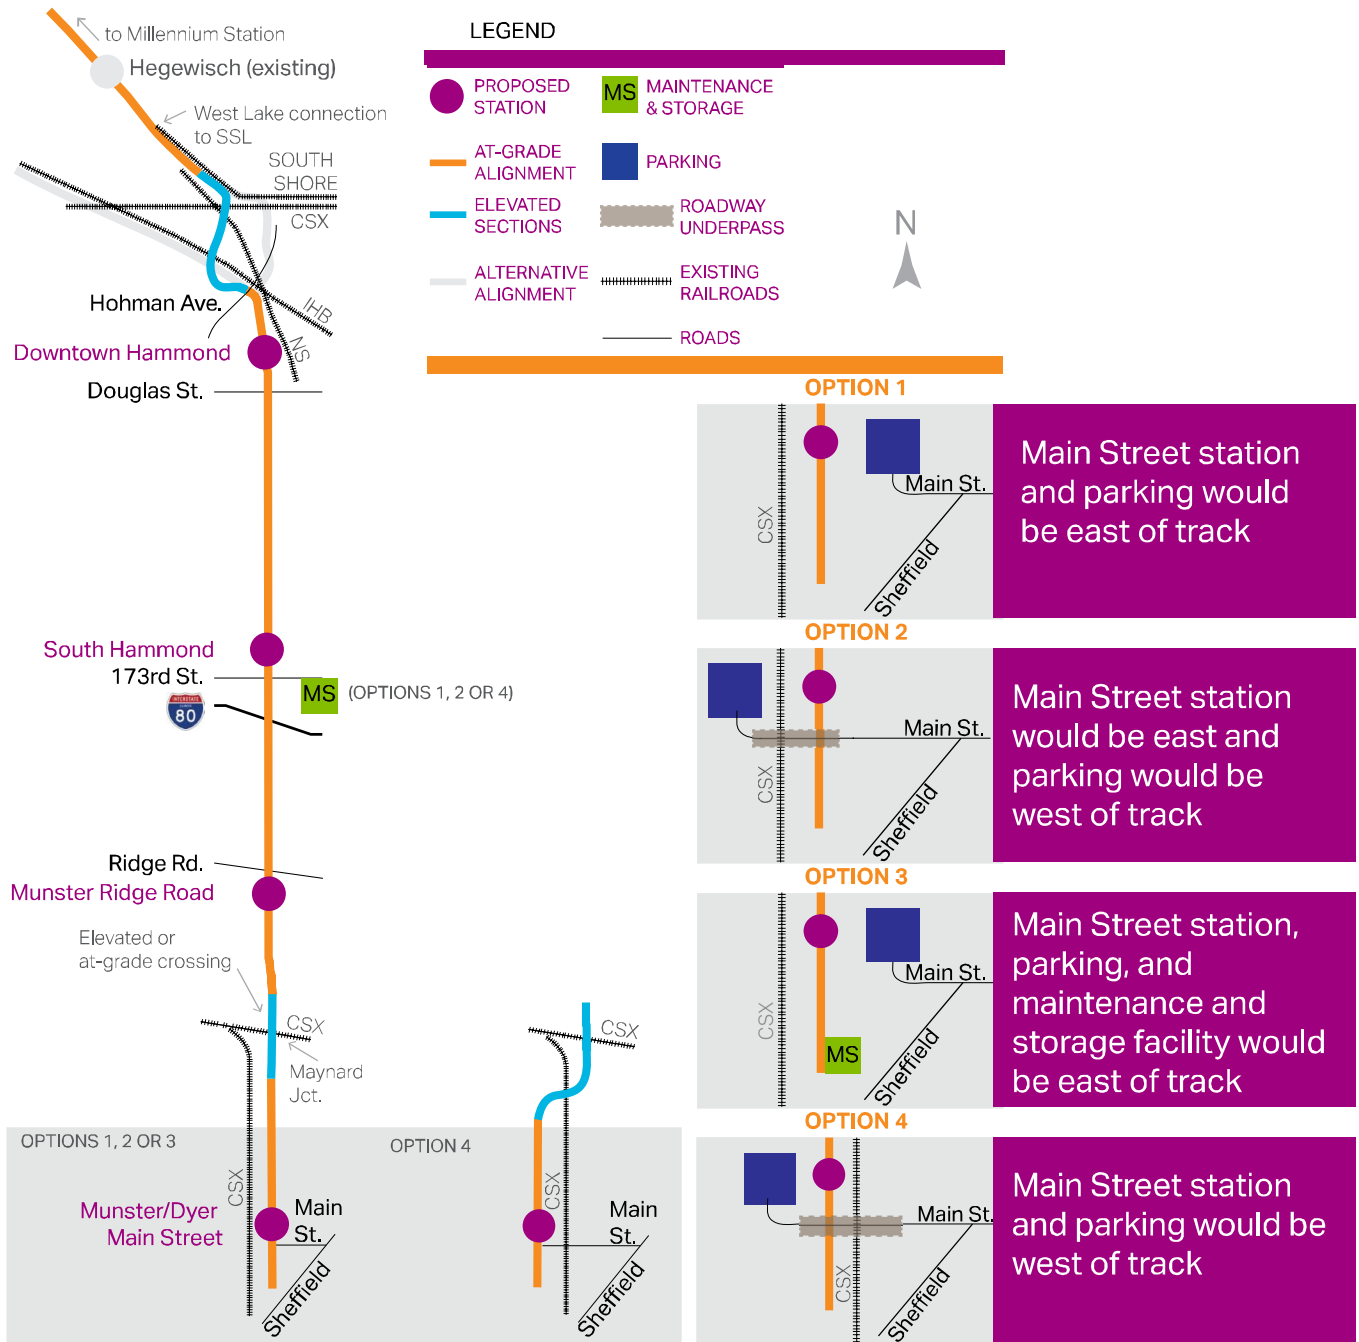 to Millennium Station
Hegewisch (existing)
West Lake connection
to SSL
SOUTH
SHORE
CSX
Hohman Ave.
IHB
NS
Downtown Hammond
Douglas St.
South Hammond
173rd St.
MS
(OPTIONS 1, 2 OR 4)
INTERSTATE
80
Ridge Rd.
Munster Ridge Road
Elevated or
at-grade crossing
CSX
Maynard
Jct.
OPTIONS 1, 2 OR 3
CSX
Munster/Dyer
Main Street
Main
St.
Sheffield
CSX
OPTION 4
CSX
Main
St.
Sheffield
LEGEND
PROPOSED
STATION
MS
MAINTENANCE
& STORAGE
AT-GRADE
ALIGNMENT
PARKING
ELEVATED
SECTIONS
ROADWAY
UNDERPASS
ALTERNATIVE
ALIGNMENT
EXISTING
RAILROADS
ROADS
N
OPTION 1
CSX
Main St.
Sheffield
Main Street station
and parking would
be east of track
OPTION 2
CSX
Main St.
Sheffield
Main Street station
would be east and
parking would be
west of track
OPTION 3
CSX
Main St.
Sheffield
MS
Main Street station,
parking, and
maintenance and
storage facility would
be east of track
OPTION 4
CSX
Main St.
Sheffield
Main Street station
and parking would be
west of track